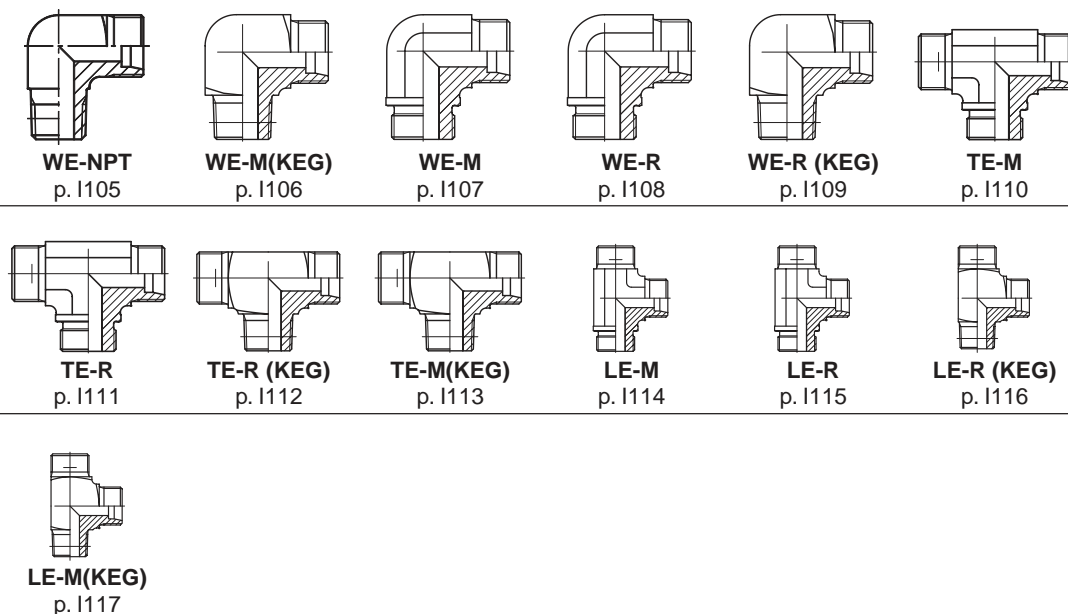 WE-NPT
p. I105
WE-M(KEG)
p. I106
WE-M
p. I107
WE-R
p. I108
WE-R (KEG)
p. I109
TE-M
p. I110
TE-R
p. I111
TE-R (KEG)
p. I112
TE-M(KEG)
p. I113
LE-M
p. I114
LE-R
p. I115
LE-R (KEG)
p. I116
LE-M(KEG)
p. I117